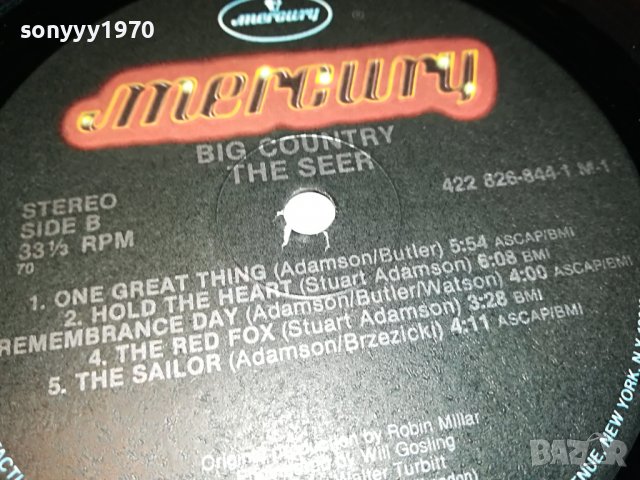 sonyyy1970
mercury
mercury
BIG COUNTRY
THE SEER
STEREO
SIDE B
33⅓ RPM
70
422 826-844-1 M-1
1. ONE GREAT THING (Adamson/Butler) 5:54 ASCAP/BMI
2. HOLD THE HEART (Stuart Adamson) 6:08 BMI
REMEMBRANCE DAY (Adamson/Butler/Watson) 4:00 ASCAP/BMI
4. THE RED FOX (Stuart Adamson) 3:28 BMI
5. THE SAILOR (Adamson/Brzezicki) 4:11 ASCAP/BMI
by Robin Millar
by Will Gosling
Walter Turbitt
ENUE, NEW YORK, N.Y.
BAZAR